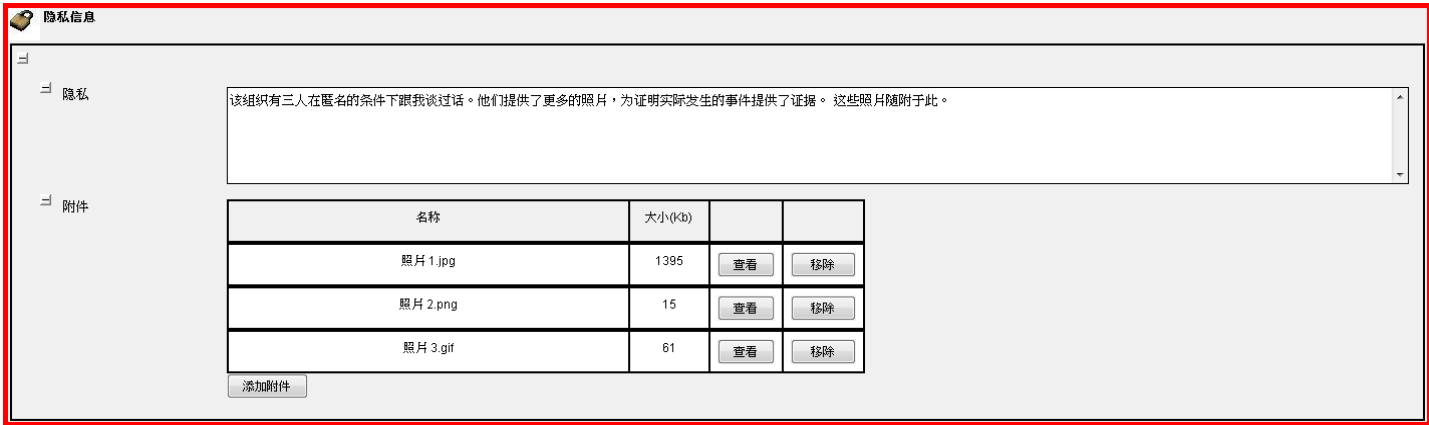 隐私信息
隐私
该组织有三人在匿名的条件下跟我谈过话。他们提供了更多的照片，为证明实际发生的事件提供了证据。 这些照片随附于此。
附件
名称 大小(Kb)
照片1.jpg 1395 查看 移除
照片2.png 15 查看 移除
照片3.gif 61 查看 移除
添加附件